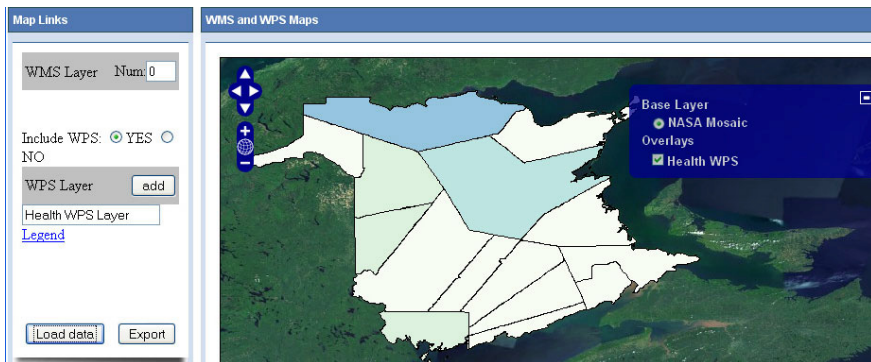 Map Links
WMS Layer Num: 0
Include WPS: YES
NO
WPS Layer add
Health WPS Layer
Legend
Load data Export
WMS and WPS Maps
Base Layer
NASA Mosaic
Overlays
Health WPS